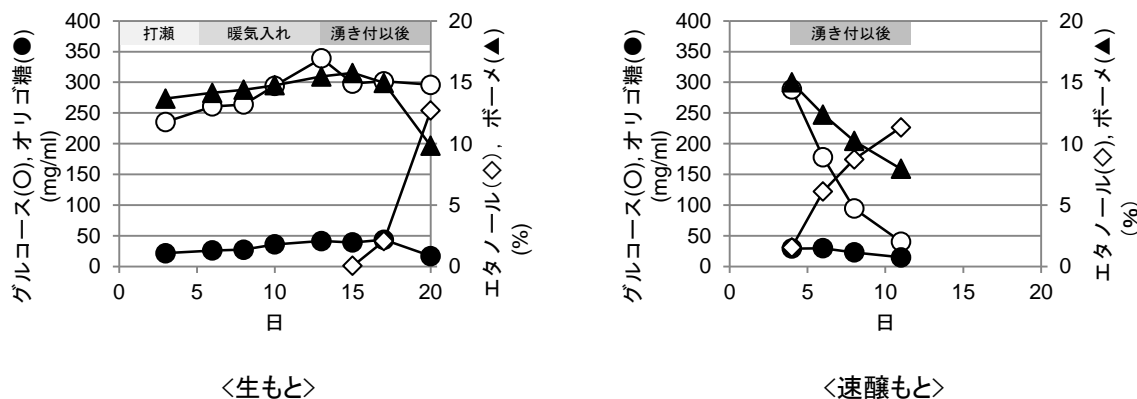 グルコース(○), オリゴ糖(●)
(mg/ml)
400
350
300
250
200
150
100
50
0
打瀬
暖気入れ
湧き付以後
20
15
10
5
0
エタノール(◇), ボーメ(▲)
(%)
0
5
10
15
20
日
<生もと>
グルコース(○), オリゴ糖(●)
(mg/ml)
400
350
300
250
200
150
100
50
0
湧き付以後
20
15
10
5
0
エタノール(◇), ボーメ(▲)
(%)
0
5
10
15
20
日
<速醸もと>